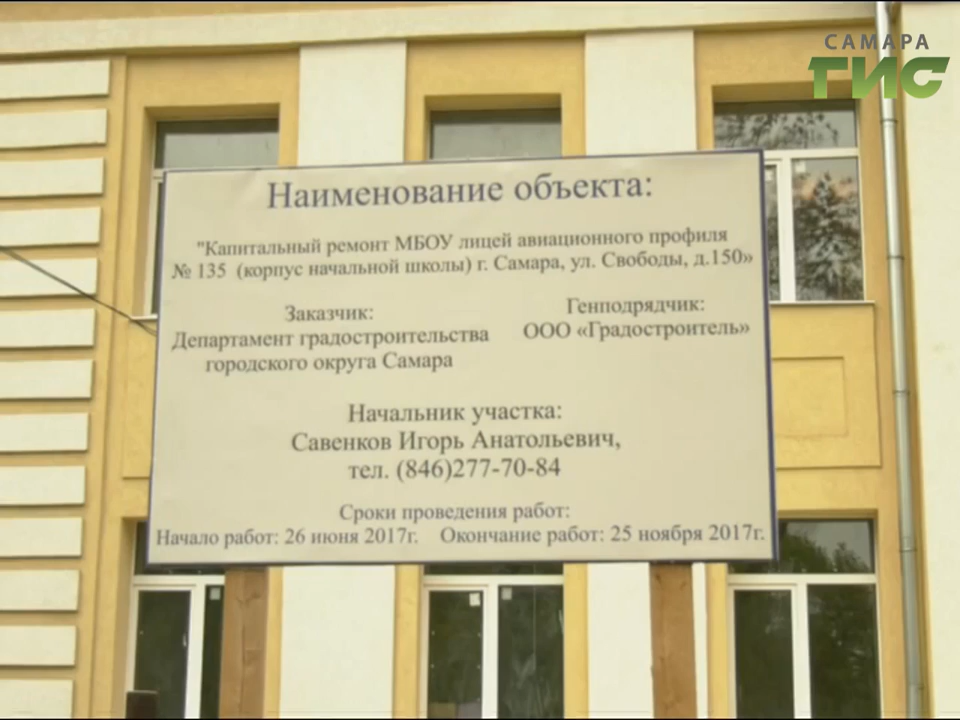 САМАРА
ГИС
Наименование объекта:
"Капитальный ремонт МБОУ лицей авиационного профиля
№ 135 (корпус начальной школы) г. Самара, ул. Свободы, д.150»
Заказчик:
Департамент градостроительства
городского округа Самара
Генподрядчик:
ООО «Градостроитель»
Начальник участка:
Савенков Игорь Анатольевич,
тел. (846)277-70-84
Сроки проведения работ:
Начало работ: 26 июня 2017г. Окончание работ: 25 ноября 2017г.